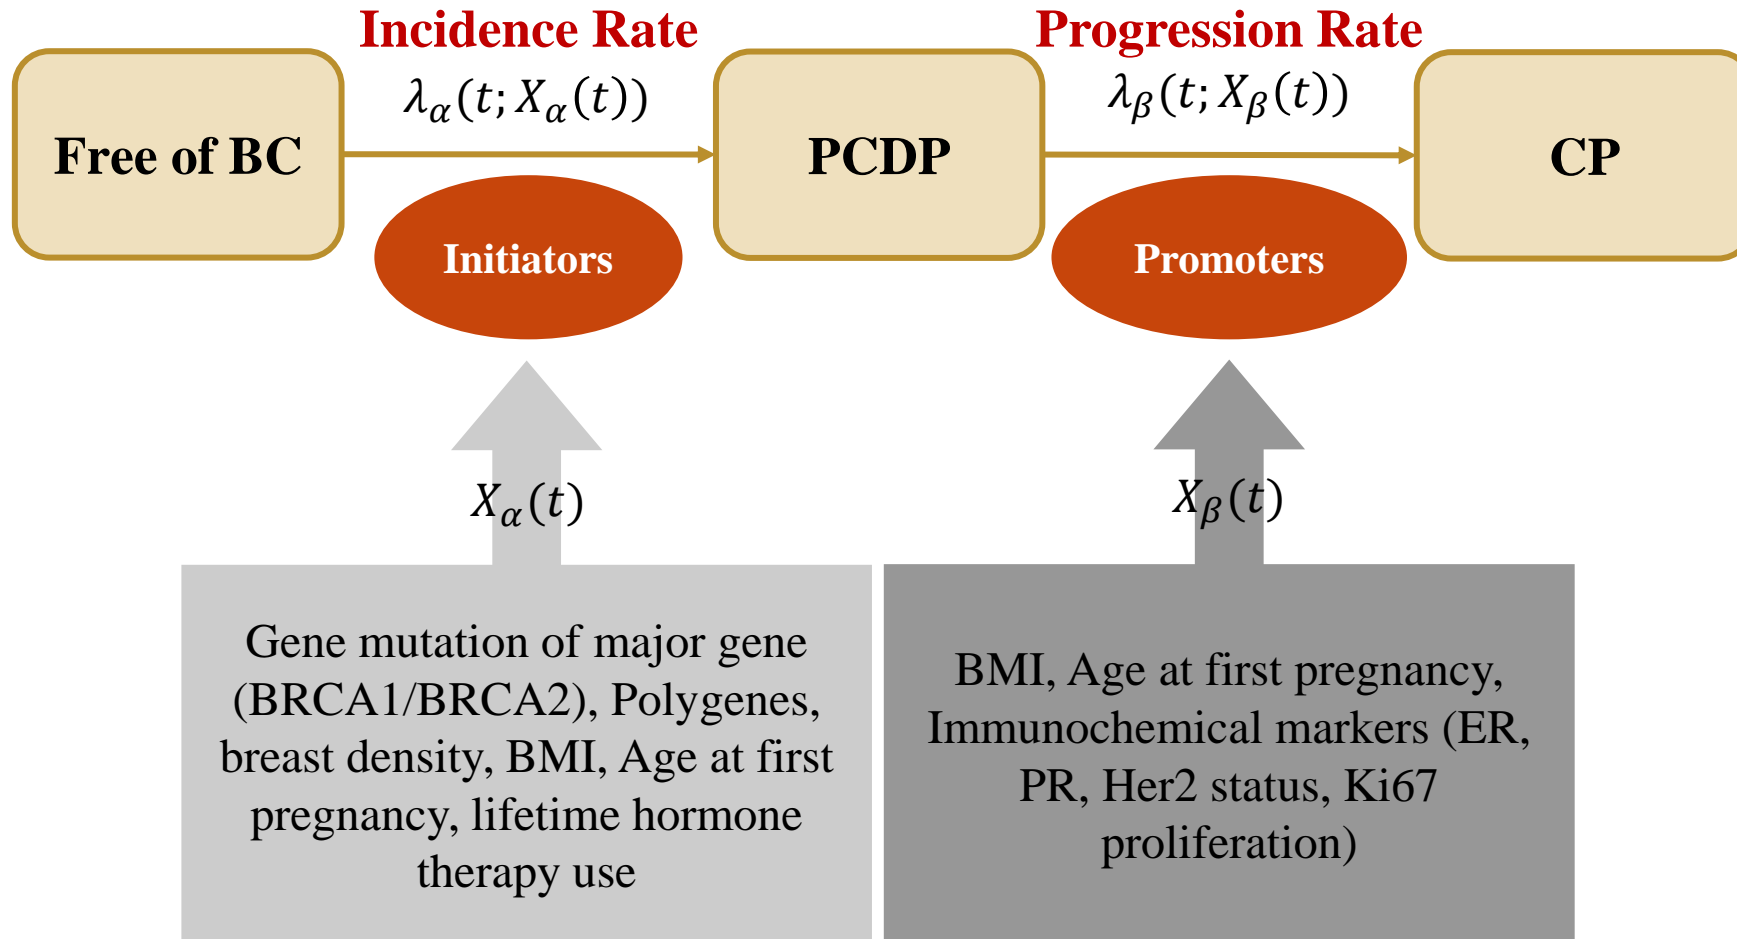 Incidence Rate
Progression Rate
λ_α(t; X_α(t))
λ_β(t; X_β(t))
Free of BC
PCDP
CP
Initiators
Promoters
X_α(t)
X_β(t)
Gene mutation of major gene
(BRCA1/BRCA2), Polygenes,
breast density, BMI, Age at first
pregnancy, lifetime hormone
therapy use
BMI, Age at first pregnancy,
Immunochemical markers (ER,
PR, Her2 status, Ki67
proliferation)